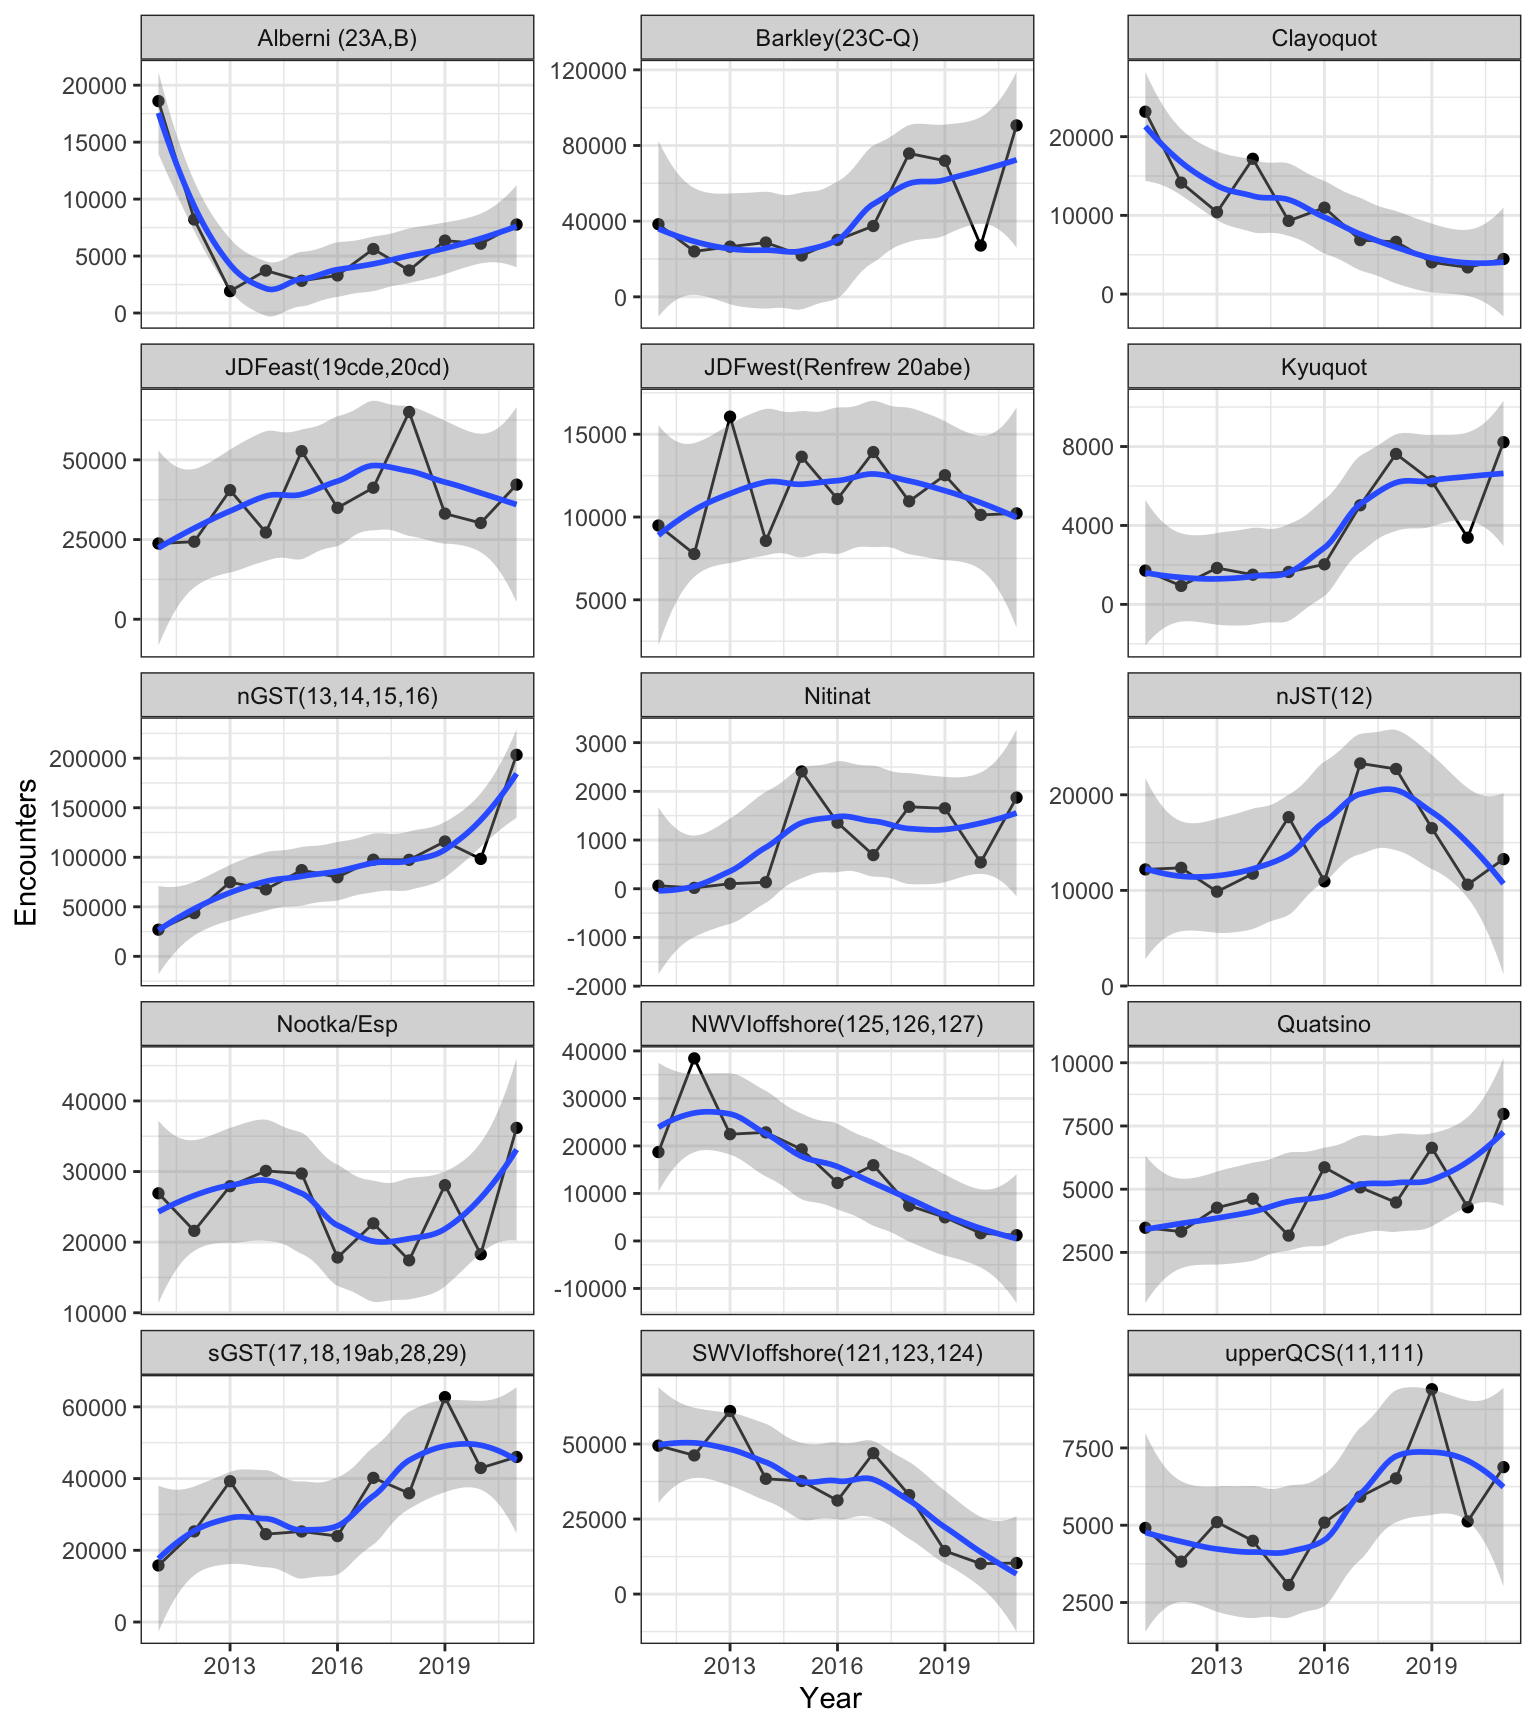 Alberni (23A,B)
Barkley(23C-Q)
Clayoquot
20000
15000
10000
5000
0
120000
80000
40000
0
20000
10000
0
JDFeast(19cde,20cd)
JDFwest(Renfrew 20abe)
Kyuquot
50000
25000
0
15000
10000
5000
8000
4000
0
nGST(13,14,15,16)
Nitinat
nJST(12)
200000
150000
100000
50000
0
3000
2000
1000
0
-1000
-2000
20000
10000
0
Encounters
Nootka/Esp
NWVIoffshore(125,126,127)
Quatsino
40000
30000
20000
10000
40000
30000
20000
10000
0
-10000
10000
7500
5000
2500
sGST(17,18,19ab,28,29)
SWVIoffshore(121,123,124)
upperQCS(11,111)
60000
40000
20000
0
50000
25000
0
7500
5000
2500
2013 2016 2019
2013 2016 2019
2013 2016 2019
Year